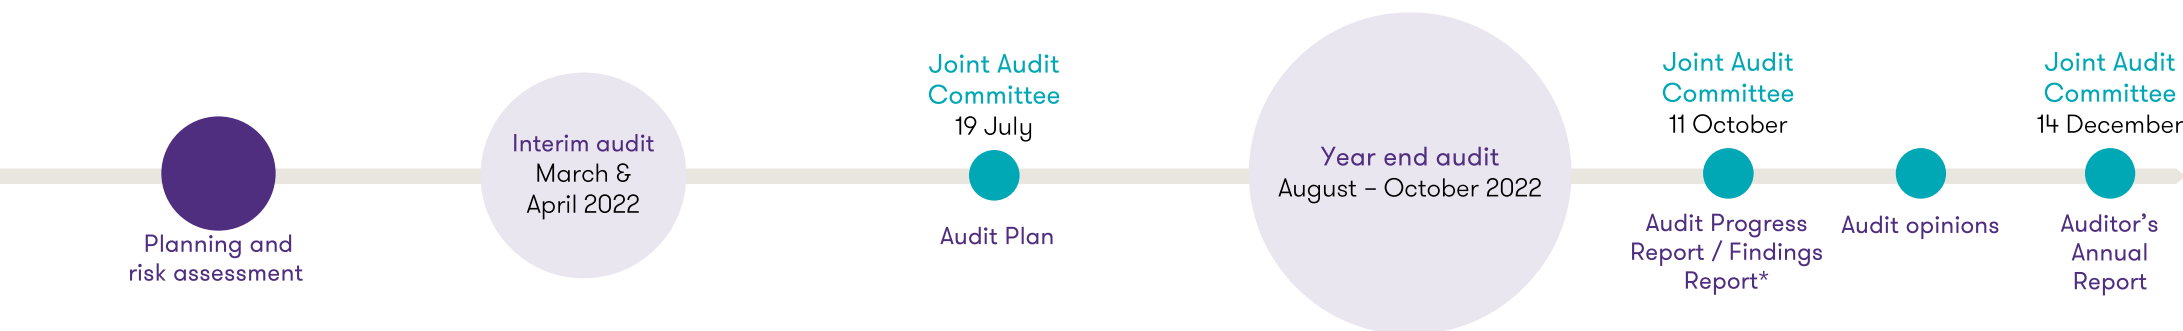 Planning and
risk assessment
Interim audit
March &
April 2022
Joint Audit
Committee
19 July
Audit Plan
Year end audit
August – October 2022
Joint Audit
Committee
11 October
Audit Progress
Report / Findings
Report*
Audit opinions
Joint Audit
Committee
14 December
Auditor’s
Annual
Report